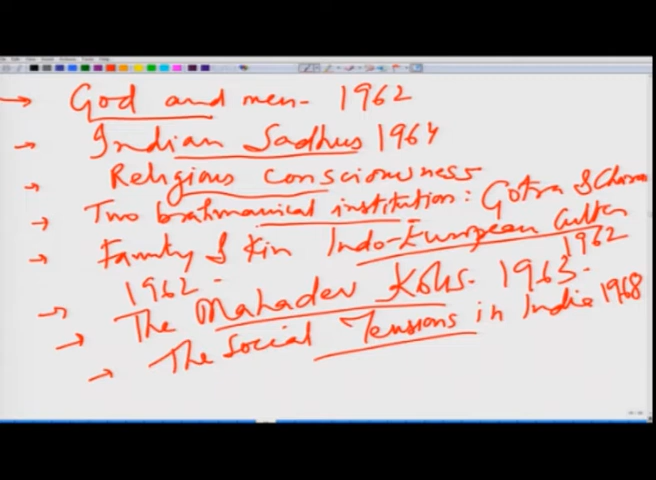 → God and men - 1962
→ Indian Sadhus 1964
→ Religious consciousness
→ Two brahmanical institution: Gotra &
→ Family & Kin Indo-European Culture 1962
1962 -
→ The Mahadev Kolis. 1963.
→ The Social Tensions in India 1968
→